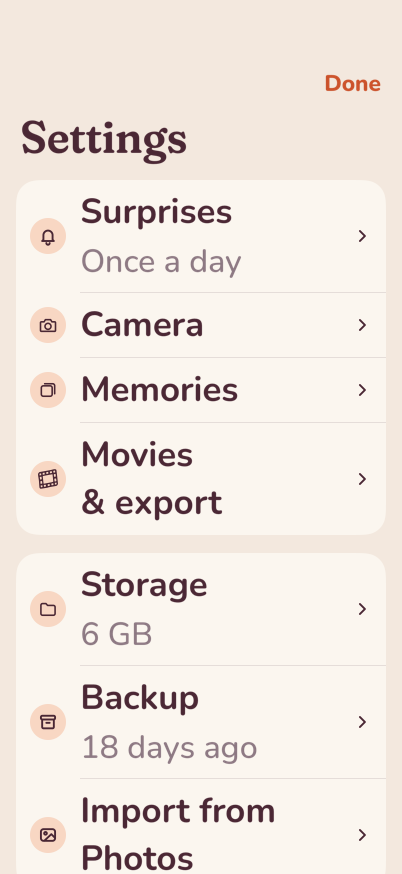 Done
Settings
Surprises
Once a day
Camera
Memories
Movies
& export
Storage
6 GB
Backup
18 days ago
Import from
Photos